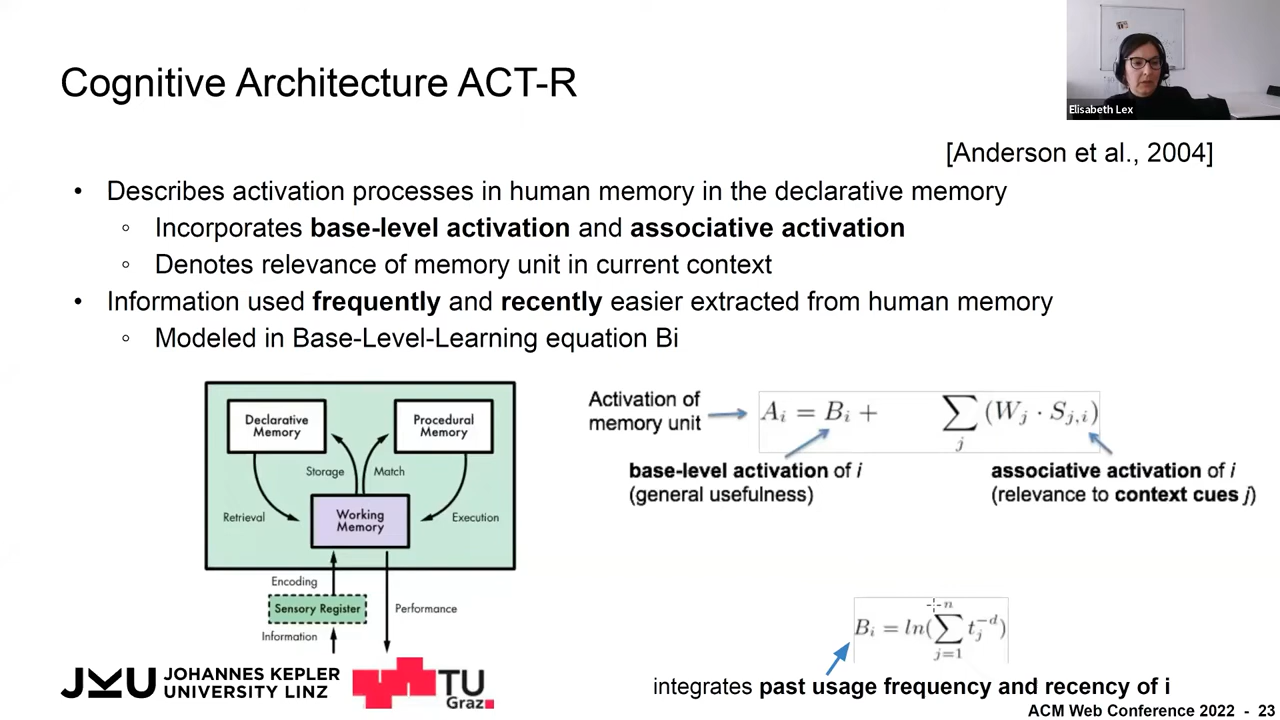 Cognitive Architecture ACT-R
Elisabeth Lex
[Anderson et al., 2004]
• Describes activation processes in human memory in the declarative memory
◦ Incorporates base-level activation and associative activation
◦ Denotes relevance of memory unit in current context
• Information used frequently and recently easier extracted from human memory
◦ Modeled in Base-Level-Learning equation Bi
Declarative
Memory
Procedural
Memory
Storage
Match
Retrieval
Working
Memory
Execution
Encoding
Sensory Register
Performance
Information
Activation of
memory unit
A_i = B_i + ∑_j (W_j · S_{j,i})
base-level activation of i
(general usefulness)
associative activation of i
(relevance to context cues j)
B_i = ln(∑_{j=1}^{n} t_j^{-d})
integrates past usage frequency and recency of i
JKU JOHANNES KEPLER
UNIVERSITY LINZ
TU
Graz
ACM Web Conference 2022 - 23